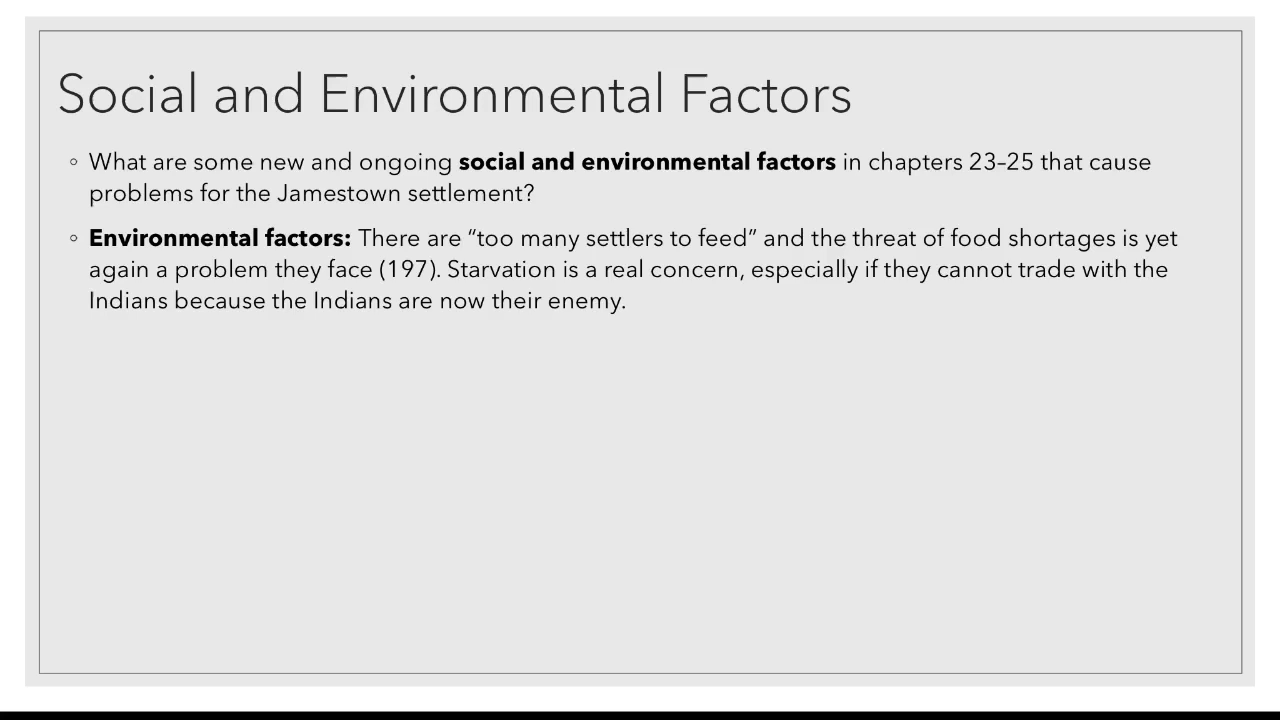 Social and Environmental Factors
◦ What are some new and ongoing social and environmental factors in chapters 23–25 that cause
problems for the Jamestown settlement?
◦ Environmental factors: There are “too many settlers to feed” and the threat of food shortages is yet
again a problem they face (197). Starvation is a real concern, especially if they cannot trade with the
Indians because the Indians are now their enemy.